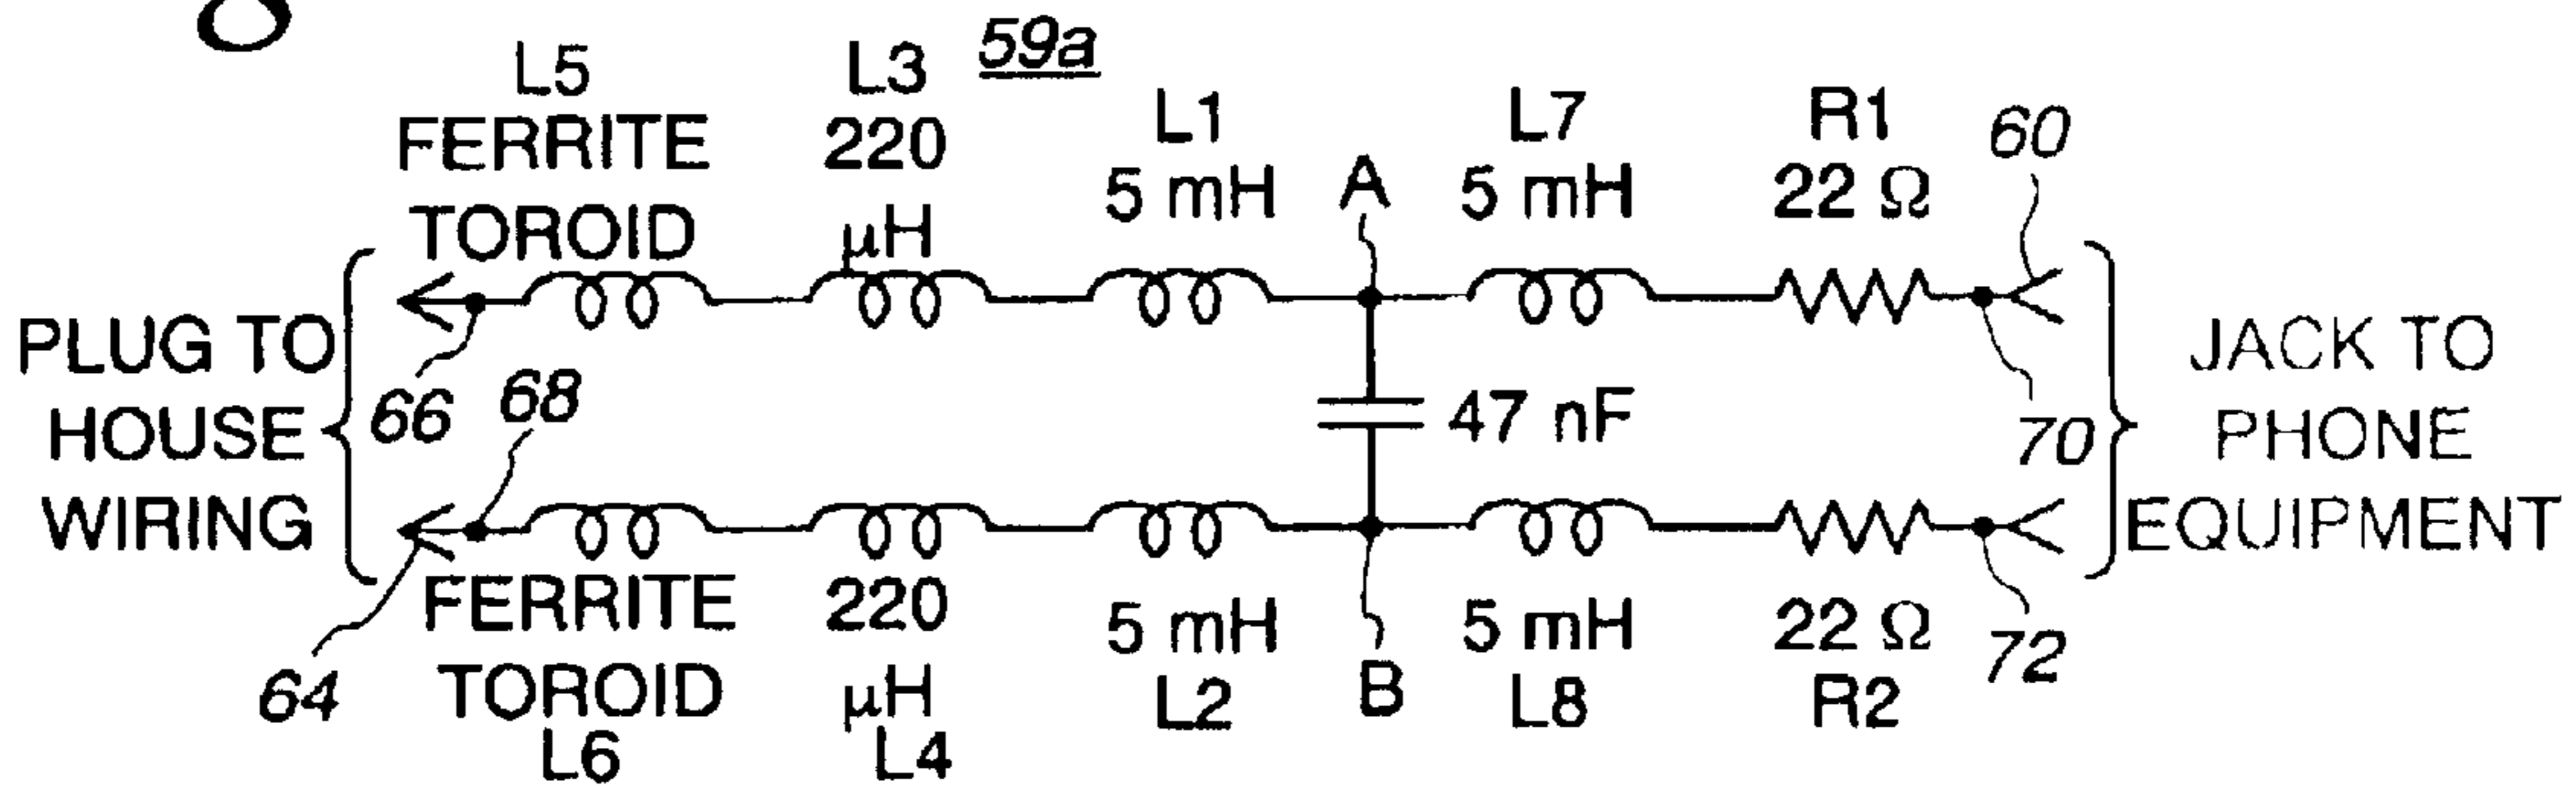 59a
L5
FERRITE
TOROID
L3
220
µH
L1
5 mH
A
L7
5 mH
R1
22 Ω
60
PLUG TO
HOUSE
WIRING
66
68
47 nF
70
JACK TO
PHONE
EQUIPMENT
64
FERRITE
TOROID
L6
220
µH
L4
5 mH
L2
B
5 mH
L8
22 Ω
R2
72